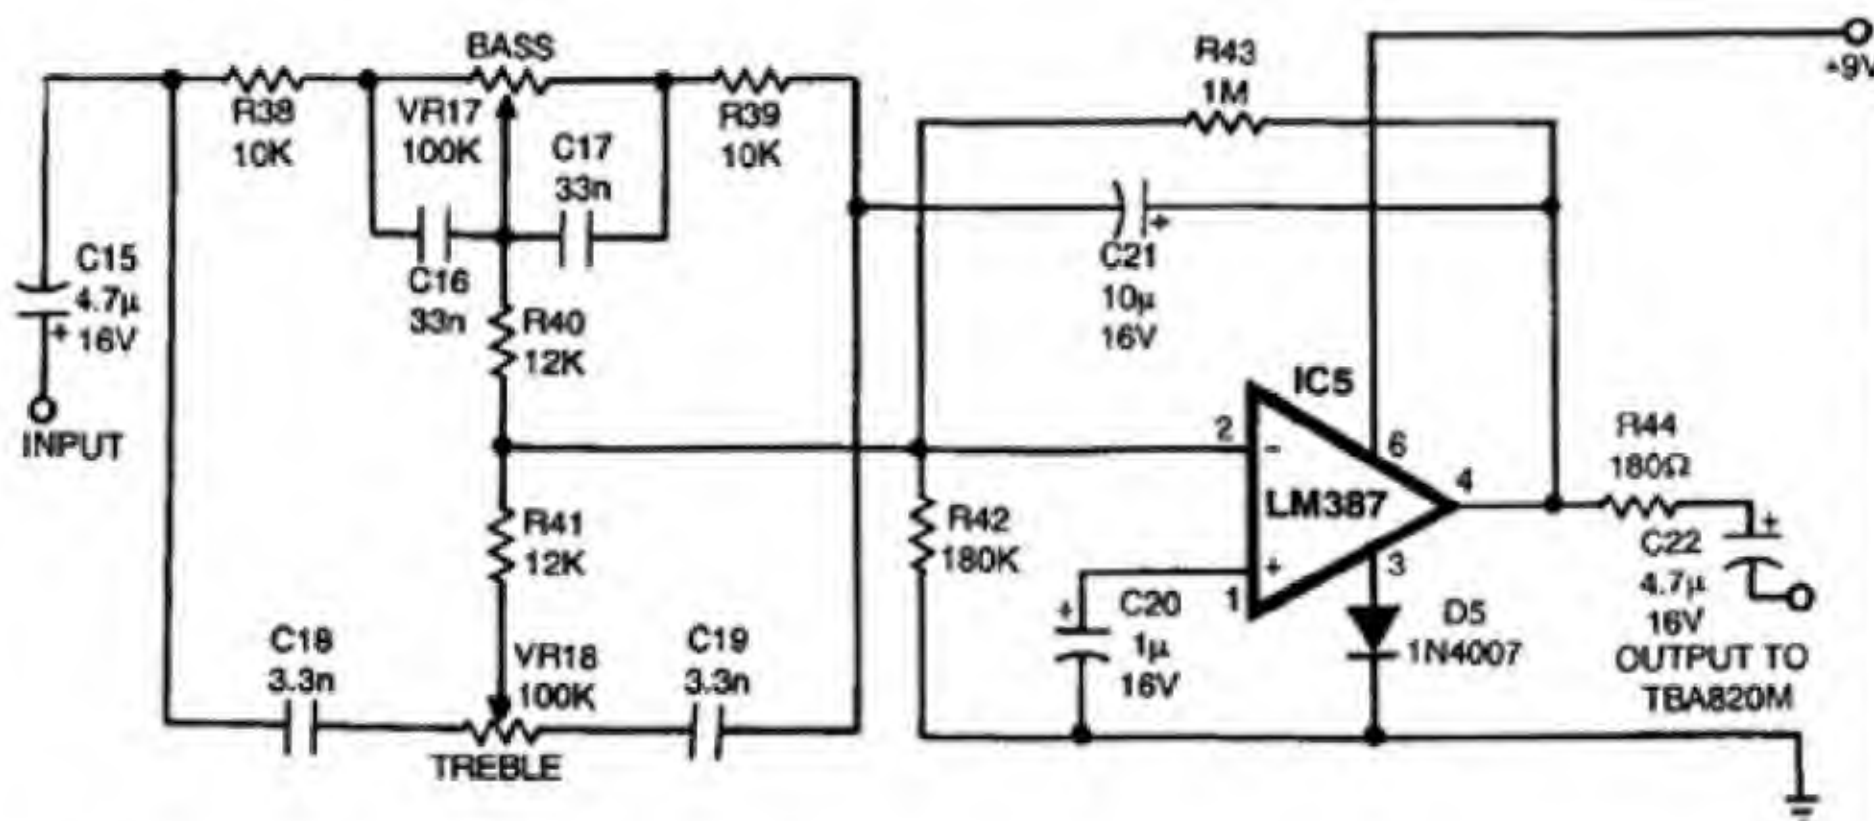 BASS
R38
10K
VR17
100K
C17
33n
R39
10K
R43
1M
+9V
C15
4.7µ
16V
+
INPUT
C16
33n
R40
12K
+
C21
10µ
16V
IC5
2
-
6
LM387
4
R44
180Ω
R41
12K
R42
180K
+
1
3
+
C20
1µ
16V
D5
1N4007
+
C22
4.7µ
16V
OUTPUT TO
TBA820M
C18
3.3n
VR18
100K
C19
3.3n
TREBLE